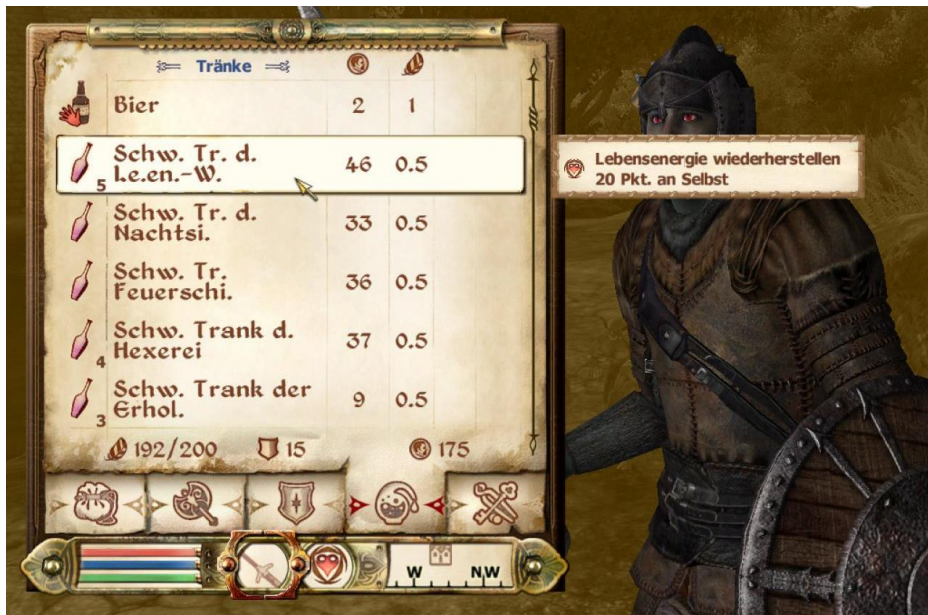 Tränke
Bier 2 1
Schw. Tr. d.
Le.en.-W. 46 0.5
5
Lebensenergie wiederherstellen
20 Pkt. an Selbst
Schw. Tr. d.
Nachtsi. 33 0.5
Schw. Tr.
Feuerschi. 36 0.5
Schw. Trank d.
Hexerei 37 0.5
4
Schw. Trank der
Erhol. 9 0.5
3
192/200 15 175
W NW